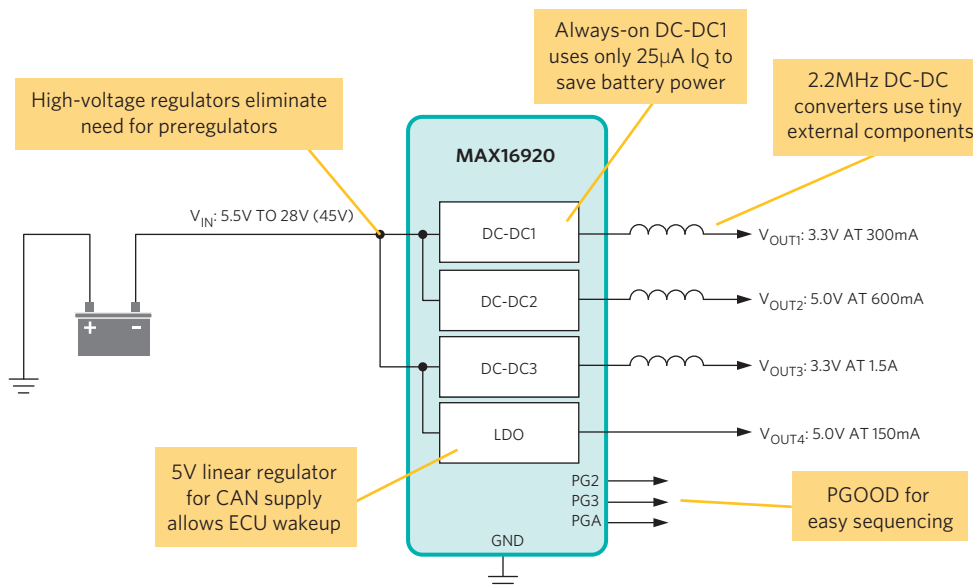 Always-on DC-DC1
uses only 25µA IQ to
save battery power
2.2MHz DC-DC
converters use tiny
external components
High-voltage regulators eliminate
need for preregulators
MAX16920
VIN: 5.5V TO 28V (45V)
DC-DC1
VOUT1: 3.3V AT 300mA
DC-DC2
VOUT2: 5.0V AT 600mA
+ -
DC-DC3
VOUT3: 3.3V AT 1.5A
LDO
VOUT4: 5.0V AT 150mA
5V linear regulator
for CAN supply
allows ECU wakeup
PG2
PG3
PGA
PGOOD for
easy sequencing
GND